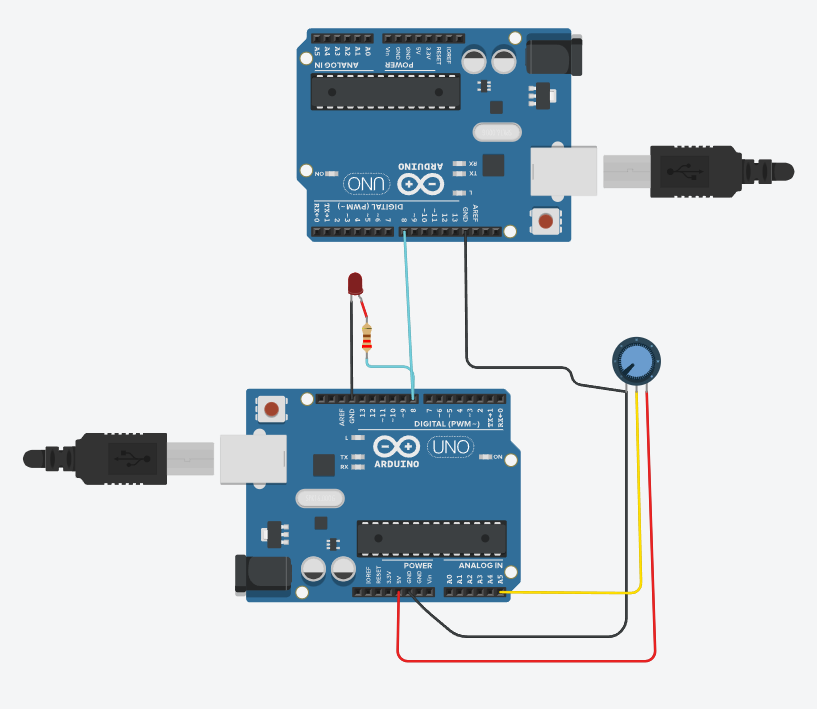 A5 A4 A3 A2 A1 A0
Vin GND GND 5V 3.3V RESET IOREF
ANALOG IN
POWER
RX
TX
L
ON
ARDUINO
UNO
DIGITAL (PWM~)
RX←0 TX→1 2 ~3 4 ~5 ~6 7 8 ~9 ~10 ~11 12 13 GND AREF
AREF GND 13 12 ~11 ~10 ~9 8 7 ~6 ~5 4 ~3 2 TX→1 RX←0
DIGITAL (PWM~)
L
UNO
TX
RX
ARDUINO
ON
POWER
ANALOG IN
IOREF RESET 3.3V 5V GND GND Vin
A0 A1 A2 A3 A4 A5